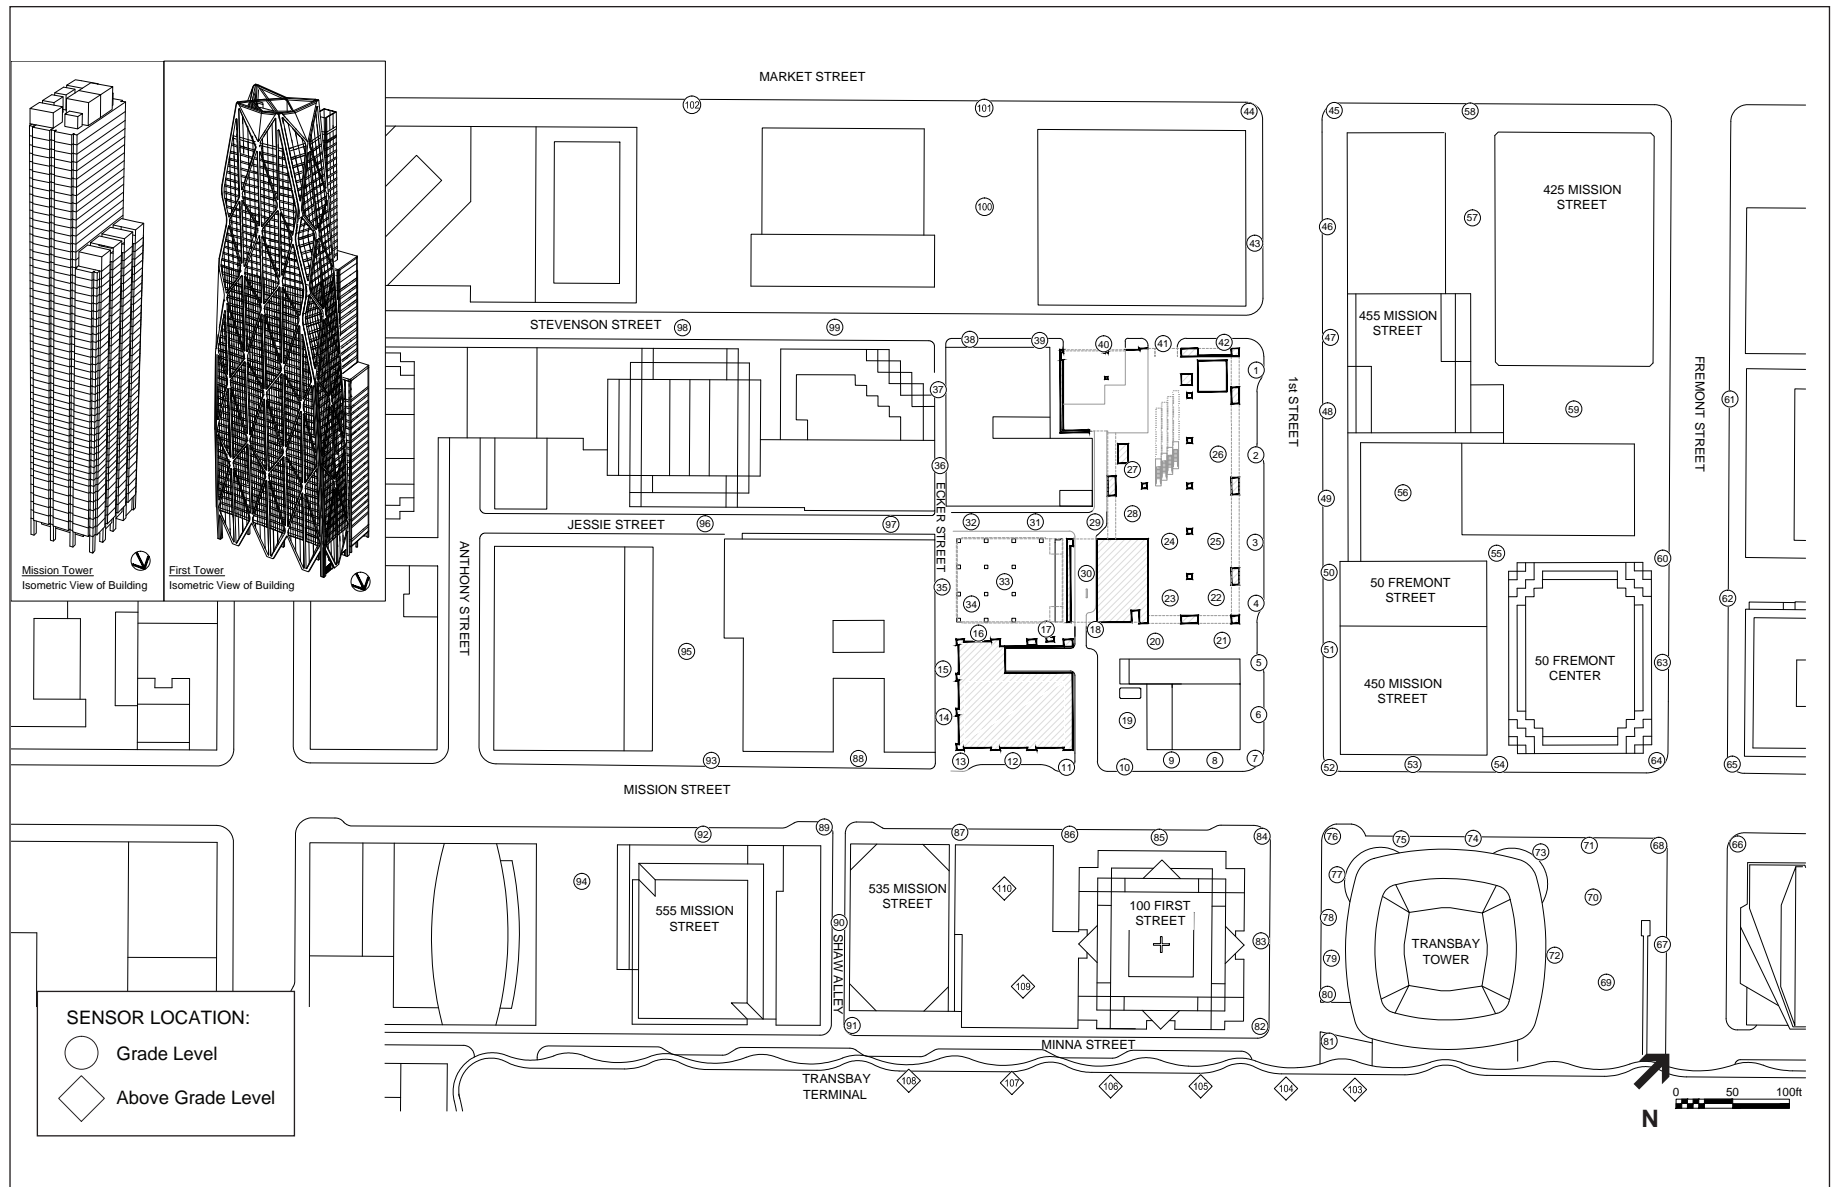 MARKET STREET
102
101
44
45
58
425 MISSION
STREET
100
57
46
43
STEVENSON STREET
98
99
455 MISSION
STREET
47
38
39
40
41
42
1
37
1st STREET
FREMONT STREET
48
59
61
36
27
26
2
ECKER STREET
49
56
JESSIE STREET
96
97
32
31
29
28
24
25
3
55
60
ANTHONY STREET
Mission Tower
Isometric View of Building
First Tower
Isometric View of Building
35
33
30
34
23
22
4
50
50 FREMONT
STREET
62
16
17
18
20
21
95
15
5
51
50 FREMONT
CENTER
63
450 MISSION
STREET
14
19
6
93
88
13
12
11
10
9
8
7
52
53
54
64
65
MISSION STREET
92
89
87
86
85
84
76
75
74
73
71
68
66
94
77
110
535 MISSION
STREET
70
555 MISSION
STREET
90
100 FIRST
STREET
78
SHAW ALLEY
83
TRANSBAY
TOWER
67
79
72
109
69
80
91
82
81
SENSOR LOCATION:
Grade Level
Above Grade Level
MINNA STREET
TRANSBAY
TERMINAL
108
107
106
105
104
103
0 50 100ft
N